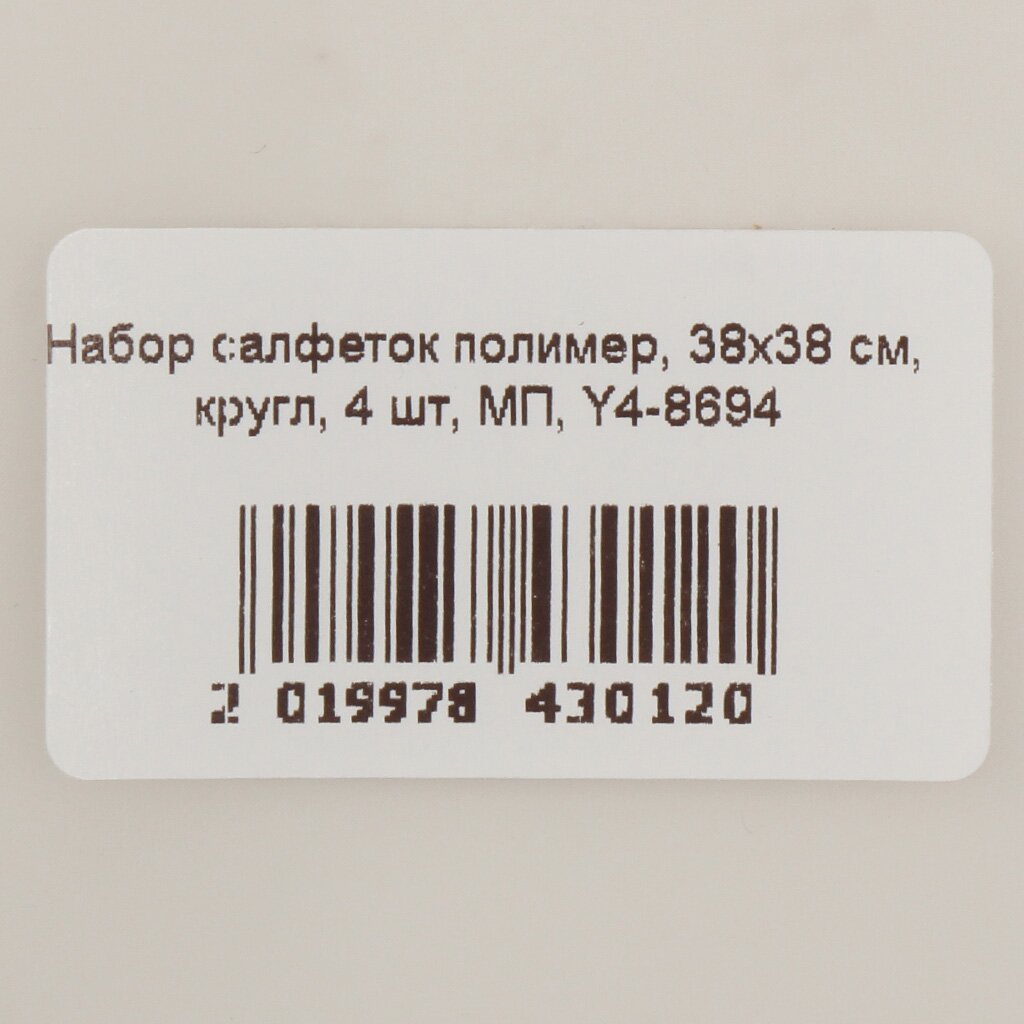 Набор салфеток полимер, 38х38 см,
кругл, 4 шт, МП, Y4-8694
2 019978 430120